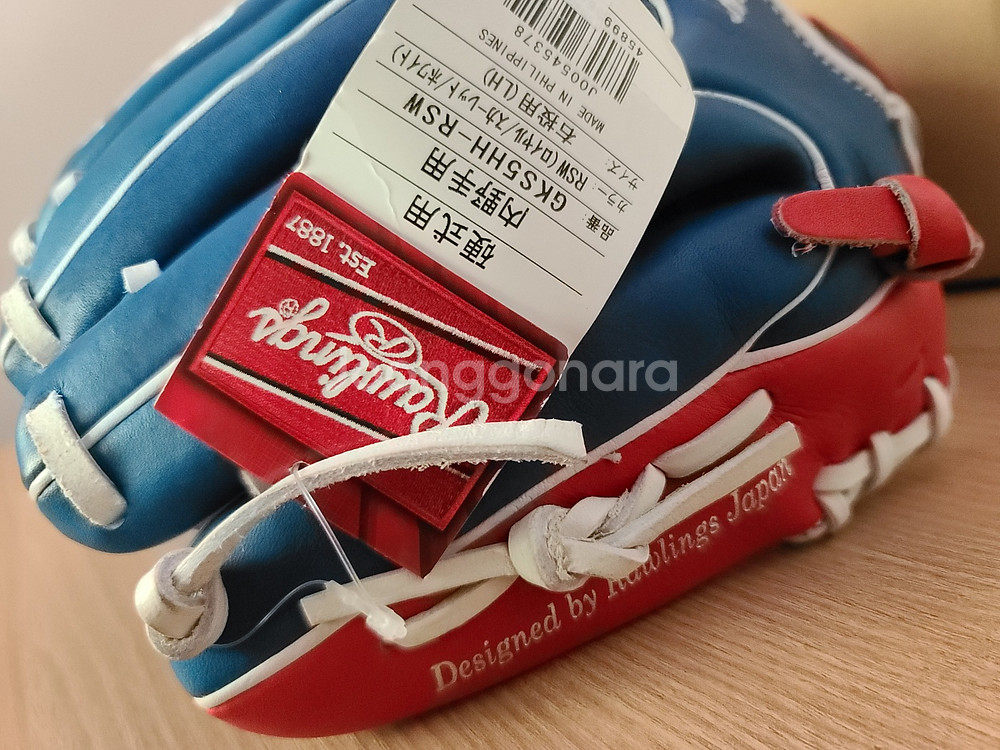 硬式用
内野手用
品番: GKS5HH-RSW
カラー: RSW (ロイヤル/スカーレット/ホワイト)
サイズ: 右投用 (LH)
MADE IN PHILIPPINES
J00545378
45899
Est. 1887
Rawlings
R
nggonara
Designed by Rawlings Japan